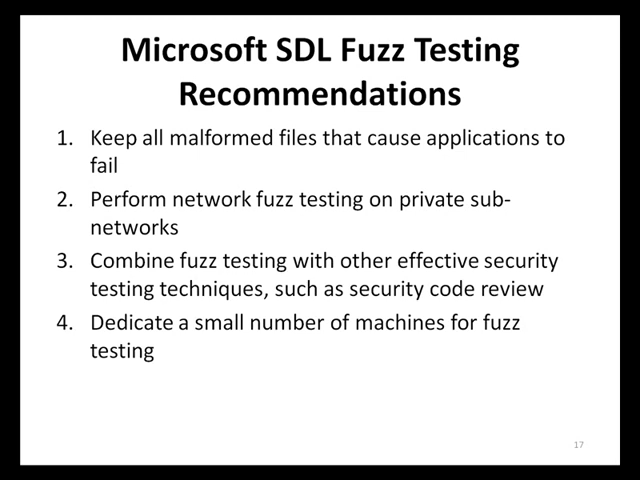 Microsoft SDL Fuzz Testing
Recommendations
1. Keep all malformed files that cause applications to
fail
2. Perform network fuzz testing on private sub-
networks
3. Combine fuzz testing with other effective security
testing techniques, such as security code review
4. Dedicate a small number of machines for fuzz
testing
17